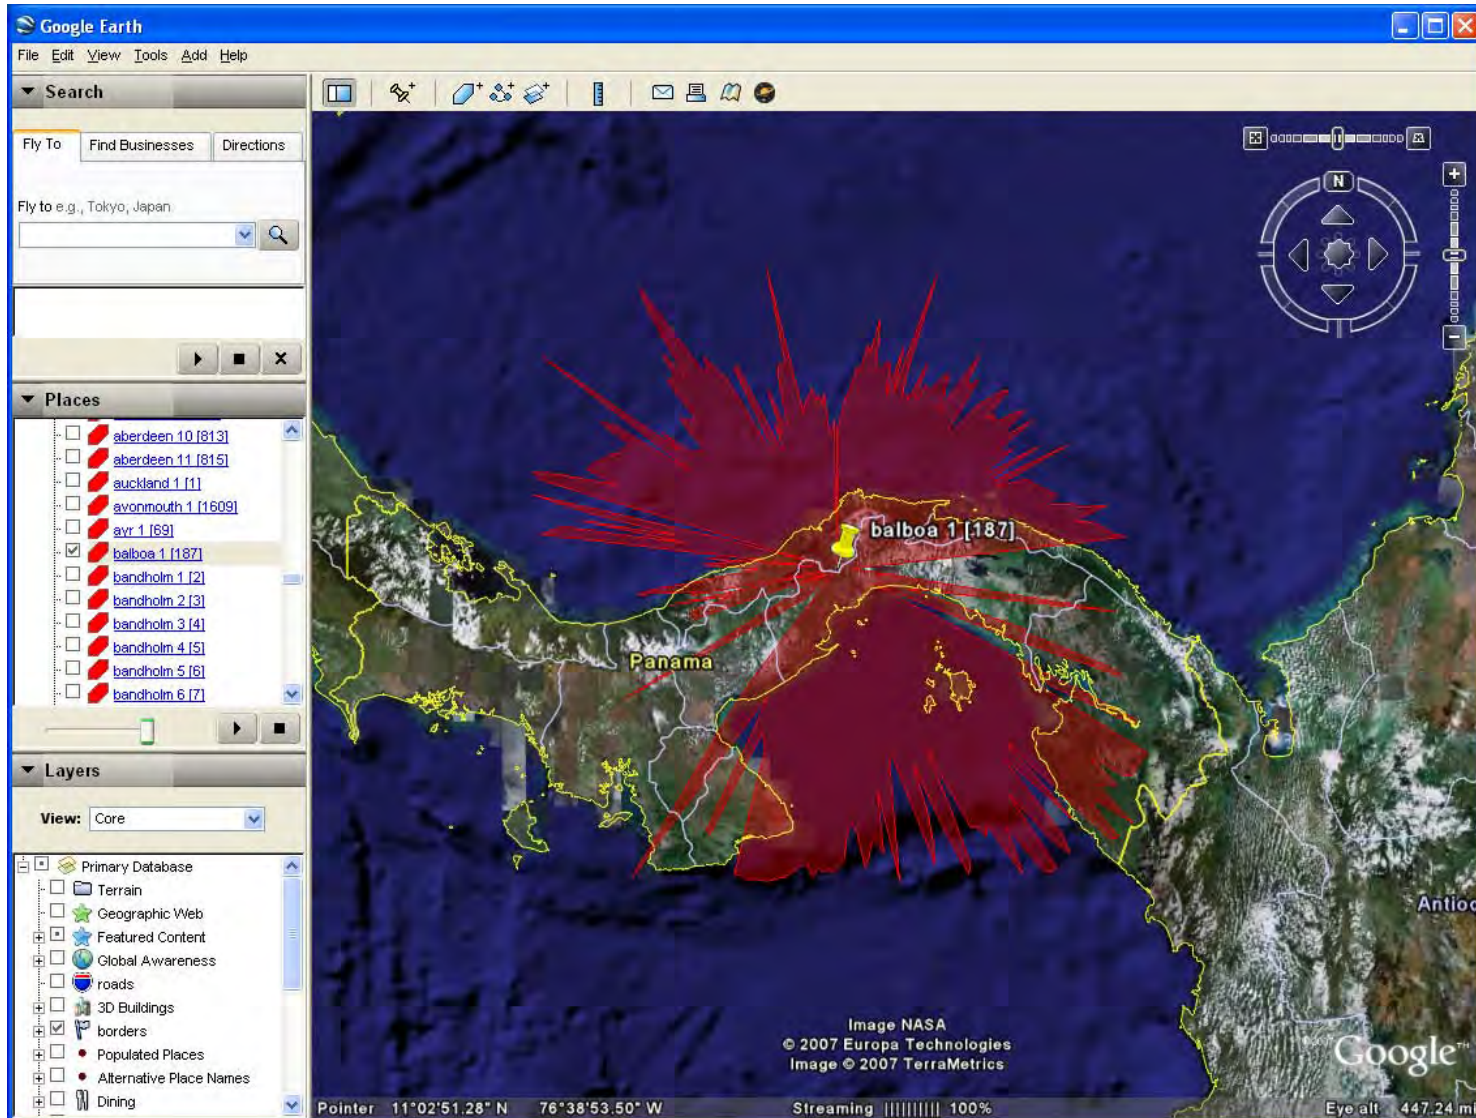 Google Earth
File Edit View Tools Add Help
Search
Fly To Find Businesses Directions
Fly to e.g., Tokyo, Japan
Places
aberdeen 10 [813]
aberdeen 11 [815]
auckland 1 [1]
avonmouth 1 [1609]
ayr 1 [69]
balboa 1 [187]
bandholm 1 [2]
bandholm 2 [3]
bandholm 3 [4]
bandholm 4 [5]
bandholm 5 [6]
bandholm 6 [7]
Layers
View: Core
Primary Database
Terrain
Geographic Web
Featured Content
Global Awareness
roads
3D Buildings
borders
Populated Places
Alternative Place Names
Dining
N
balboa 1 [187]
Panama
Antioq
Image NASA
© 2007 Europa Technologies
Image © 2007 TerraMetrics
Google™
Pointer 11°02'51.28" N 76°38'53.50" W Streaming |||||||||| 100% Eye alt 447.24 mi